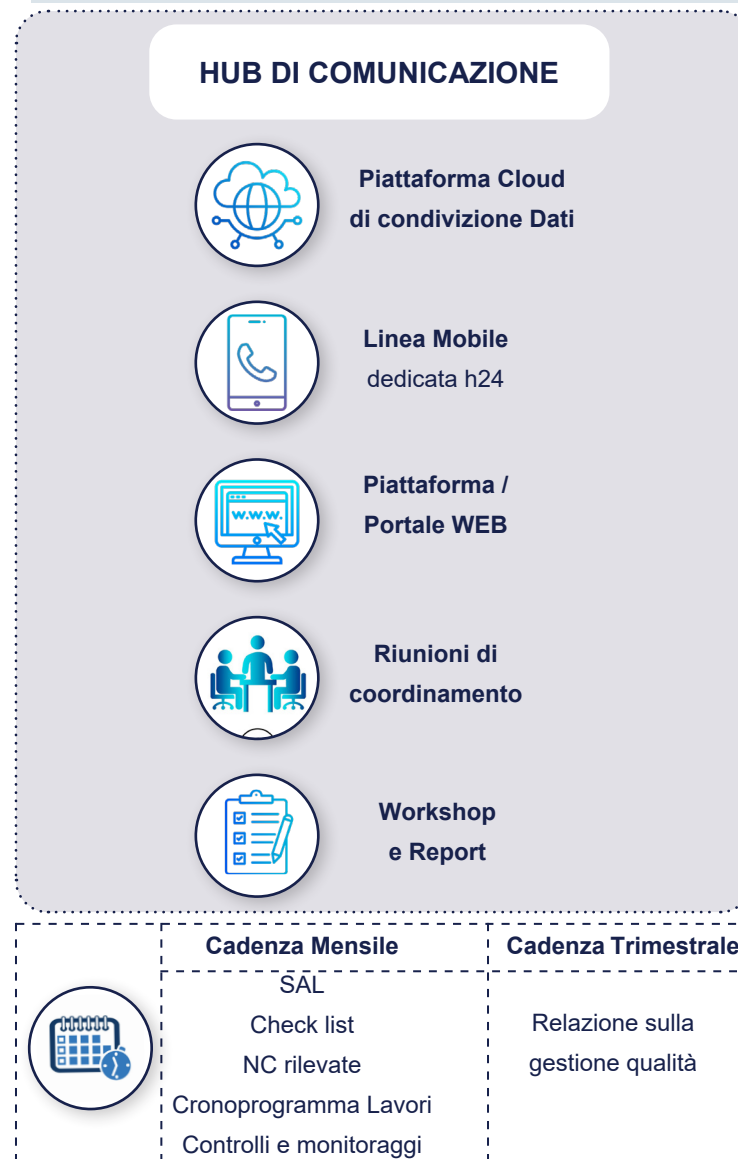 HUB DI COMUNICAZIONE
Piattaforma Cloud
di condivizione Dati
Linea Mobile
dedicata h24
w.w.w.
Piattaforma /
Portale WEB
Riunioni di
coordinamento
Workshop
e Report
Cadenza Mensile
SAL
Check list
NC rilevate
Cronoprogramma Lavori
Controlli e monitoraggi
Cadenza Trimestrale
Relazione sulla
gestione qualità